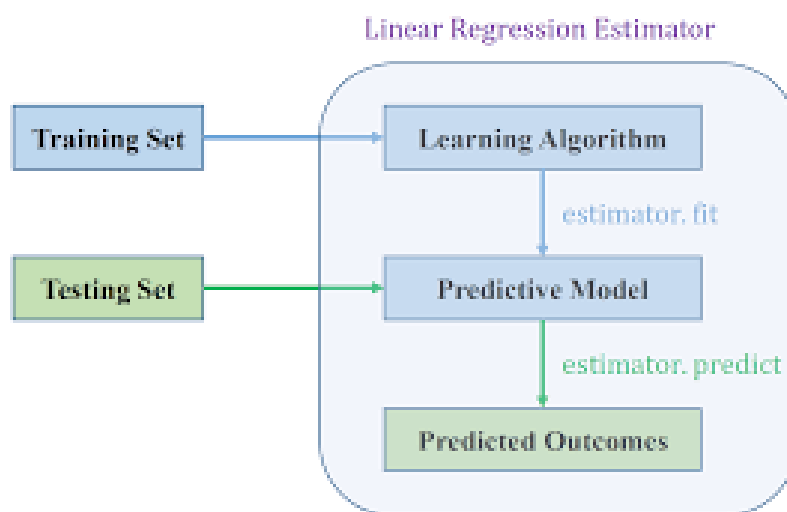 Linear Regression Estimator
Training Set
Learning Algorithm
estimator. fit
Testing Set
Predictive Model
estimator. predict
Predicted Outcomes